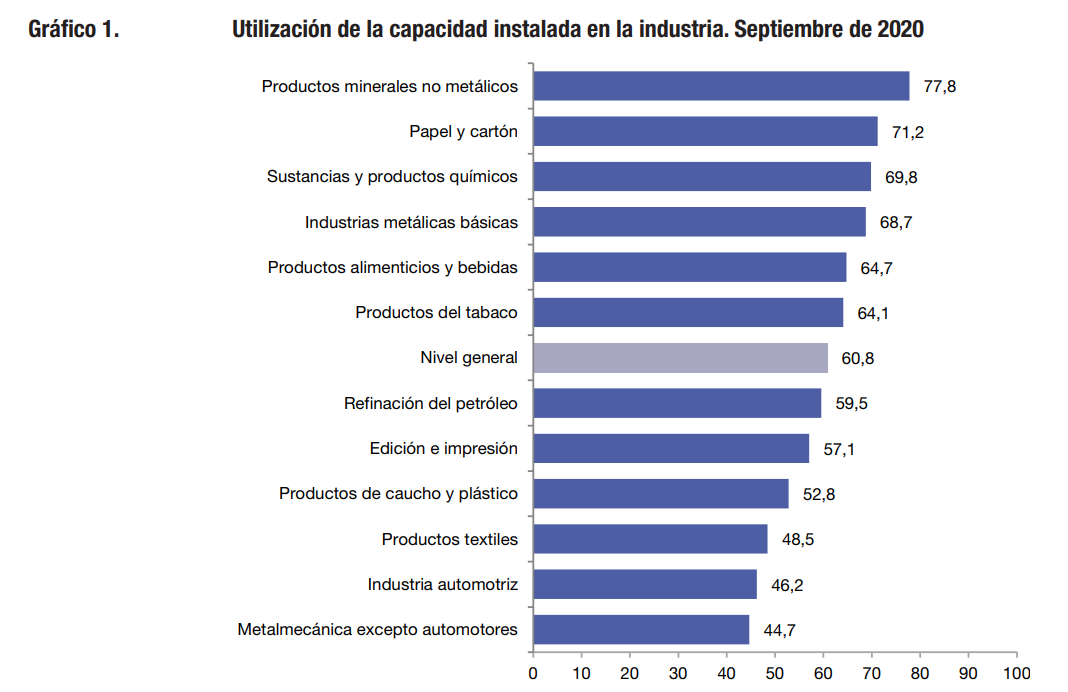 Gráfico 1. Utilización de la capacidad instalada en la industria. Septiembre de 2020
Productos minerales no metálicos 77,8
Papel y cartón 71,2
Sustancias y productos químicos 69,8
Industrias metálicas básicas 68,7
Productos alimenticios y bebidas 64,7
Productos del tabaco 64,1
Nivel general 60,8
Refinación del petróleo 59,5
Edición e impresión 57,1
Productos de caucho y plástico 52,8
Productos textiles 48,5
Industria automotriz 46,2
Metalmecánica excepto automotores 44,7
0 10 20 30 40 50 60 70 80 90 100